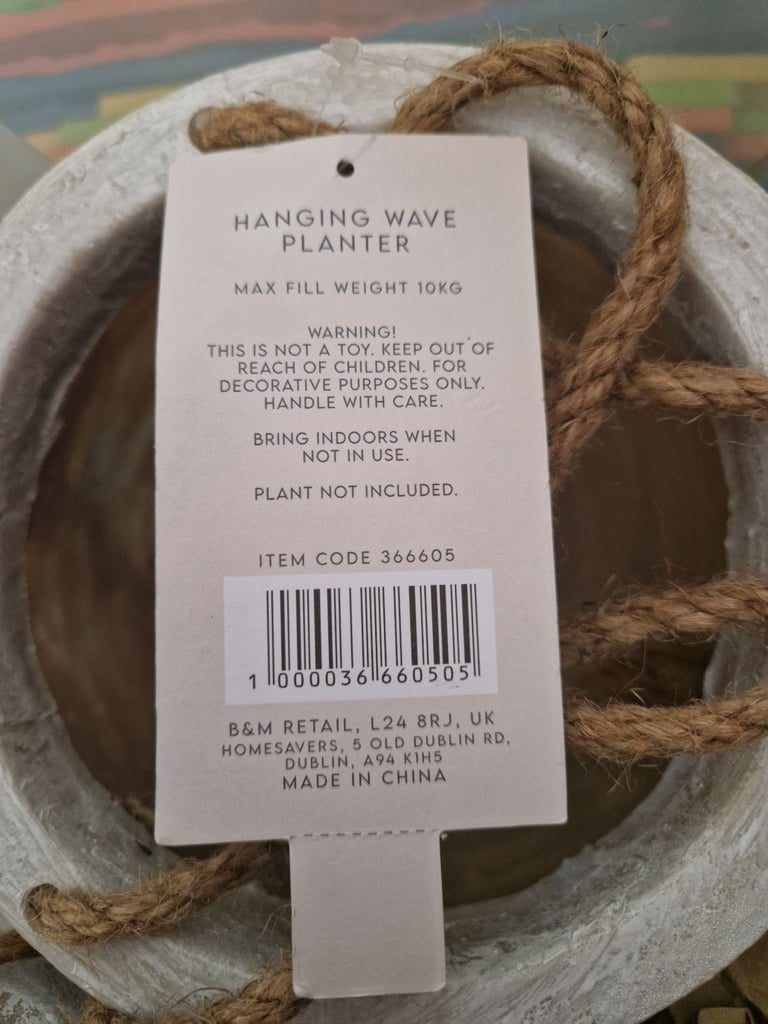 HANGING WAVE
PLANTER
MAX FILL WEIGHT 10KG
WARNING!
THIS IS NOT A TOY. KEEP OUT OF
REACH OF CHILDREN. FOR
DECORATIVE PURPOSES ONLY.
HANDLE WITH CARE.
BRING INDOORS WHEN
NOT IN USE.
PLANT NOT INCLUDED.
ITEM CODE 366605
1 000036 660505
B&M RETAIL, L24 8RJ, UK
HOMESAVERS, 5 OLD DUBLIN RD,
DUBLIN, A94 K1H5
MADE IN CHINA